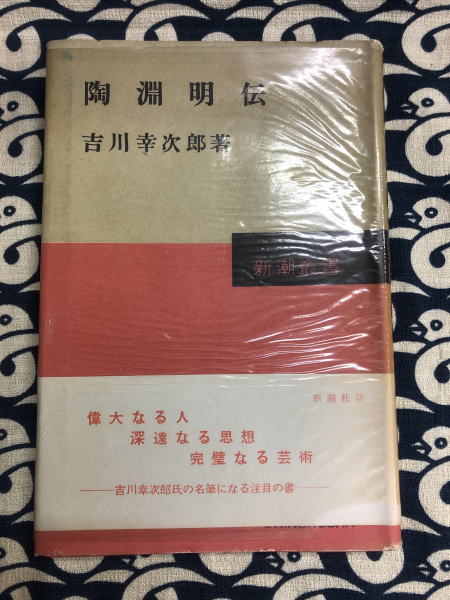 陶淵明伝
吉川幸次郎著
新潮叢書
新潮社版
偉大なる人
深遠なる思想
完璧なる芸術
——吉川幸次郎氏の名筆になる注目の書——